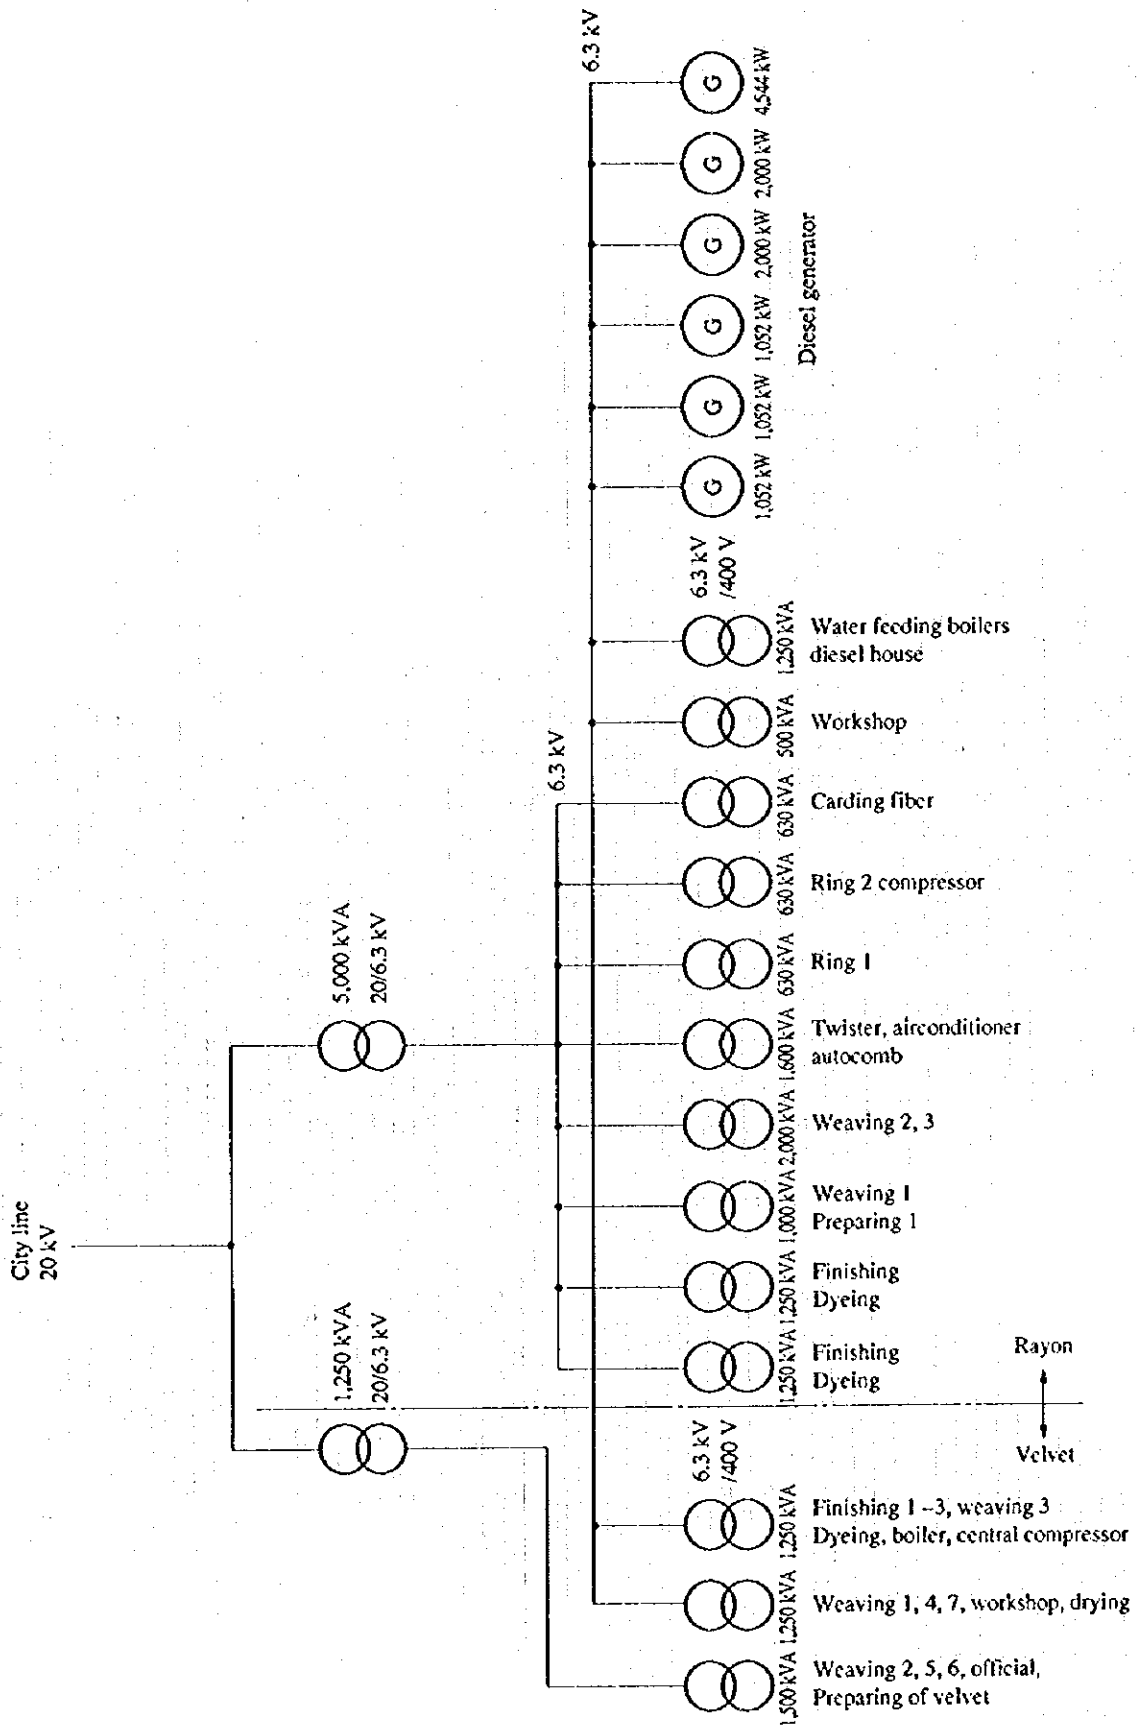 City line
20 kV
5,000 kVA
20/6.3 kV
1,250 kVA
20/6.3 kV
6.3 kV
6.3 kV
G
4,544 kW
G
2,000 kW
G
2,000 kW
G
1,052 kW
G
1,052 kW
G
1,052 kW
Diesel generator
6.3 kV
/400 V
1,250 kVA
Water feeding boilers
diesel house
500 kVA
Workshop
630 kVA
Carding fiber
630 kVA
Ring 2 compressor
630 kVA
Ring 1
1,600 kVA
Twister, airconditioner
autocomb
2,000 kVA
Weaving 2, 3
1,000 kVA
Weaving 1
Preparing 1
1,250 kVA
Finishing
Dyeing
1,250 kVA
Finishing
Dyeing
Rayon
Velvet
6.3 kV
/400 V
1,250 kVA
Finishing 1-3, weaving 3
Dyeing, boiler, central compressor
1,250 kVA
Weaving 1, 4, 7, workshop, drying
1,500 kVA
Weaving 2, 5, 6, official,
Preparing of velvet